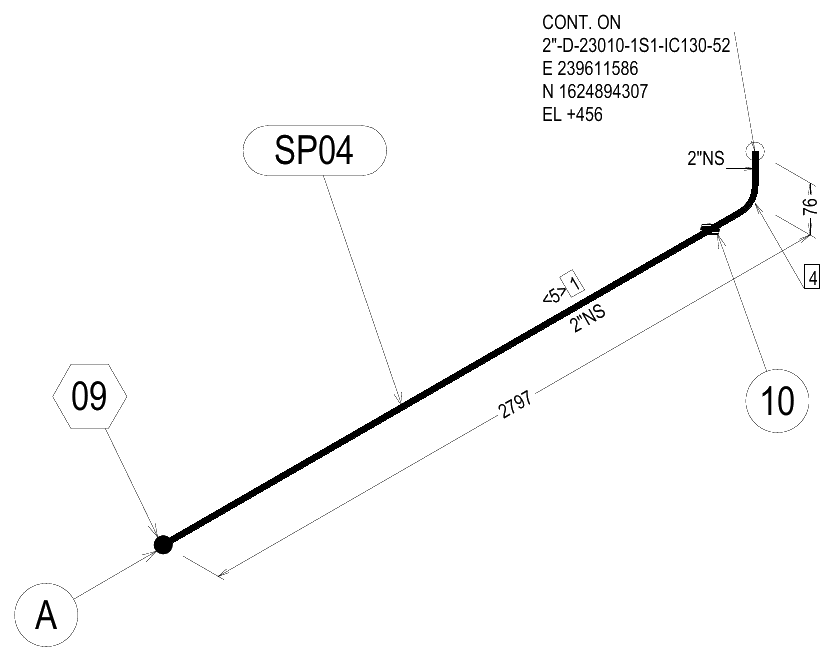 CONT. ON
2"-D-23010-1S1-IC130-52
E 239611586
N 1624894307
EL +456
SP04
2"NS
76
4
<5> 1
2"NS
09
2797
10
A